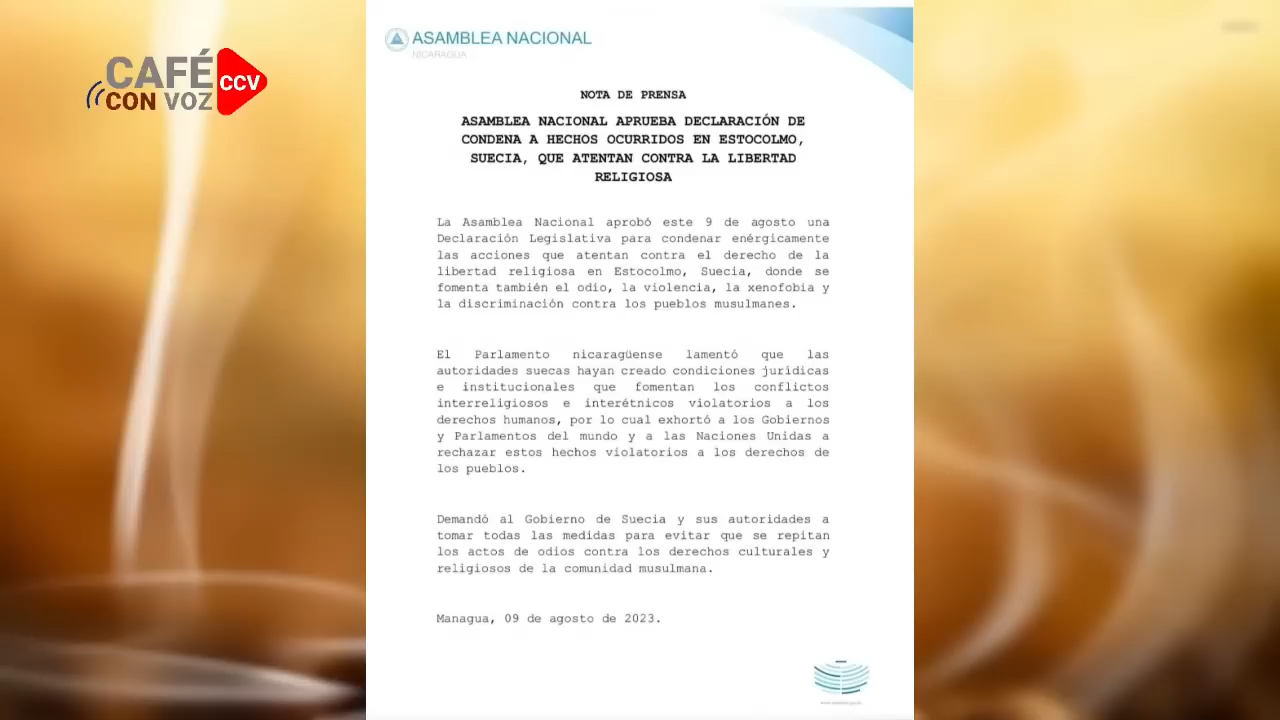 CAFÉ
CON VOZ
CCV
ASAMBLEA NACIONAL
NICARAGUA
NOTA DE PRENSA
ASAMBLEA NACIONAL APRUEBA DECLARACIÓN DE
CONDENA A HECHOS OCURRIDOS EN ESTOCOLMO,
SUECIA, QUE ATENTAN CONTRA LA LIBERTAD
RELIGIOSA
La Asamblea Nacional aprobó este 9 de agosto una
Declaración Legislativa para condenar enérgicamente
las acciones que atentan contra el derecho de la
libertad religiosa en Estocolmo, Suecia, donde se
fomenta también el odio, la violencia, la xenofobia y
la discriminación contra los pueblos musulmanes.
El Parlamento nicaragüense lamentó que las
autoridades suecas hayan creado condiciones jurídicas
e institucionales que fomentan los conflictos
interreligiosos e interétnicos violatorios a los
derechos humanos, por lo cual exhortó a los Gobiernos
y Parlamentos del mundo y a las Naciones Unidas a
rechazar estos hechos violatorios a los derechos de
los pueblos.
Demandó al Gobierno de Suecia y sus autoridades a
tomar todas las medidas para evitar que se repitan
los actos de odios contra los derechos culturales y
religiosos de la comunidad musulmana.
Managua, 09 de agosto de 2023.